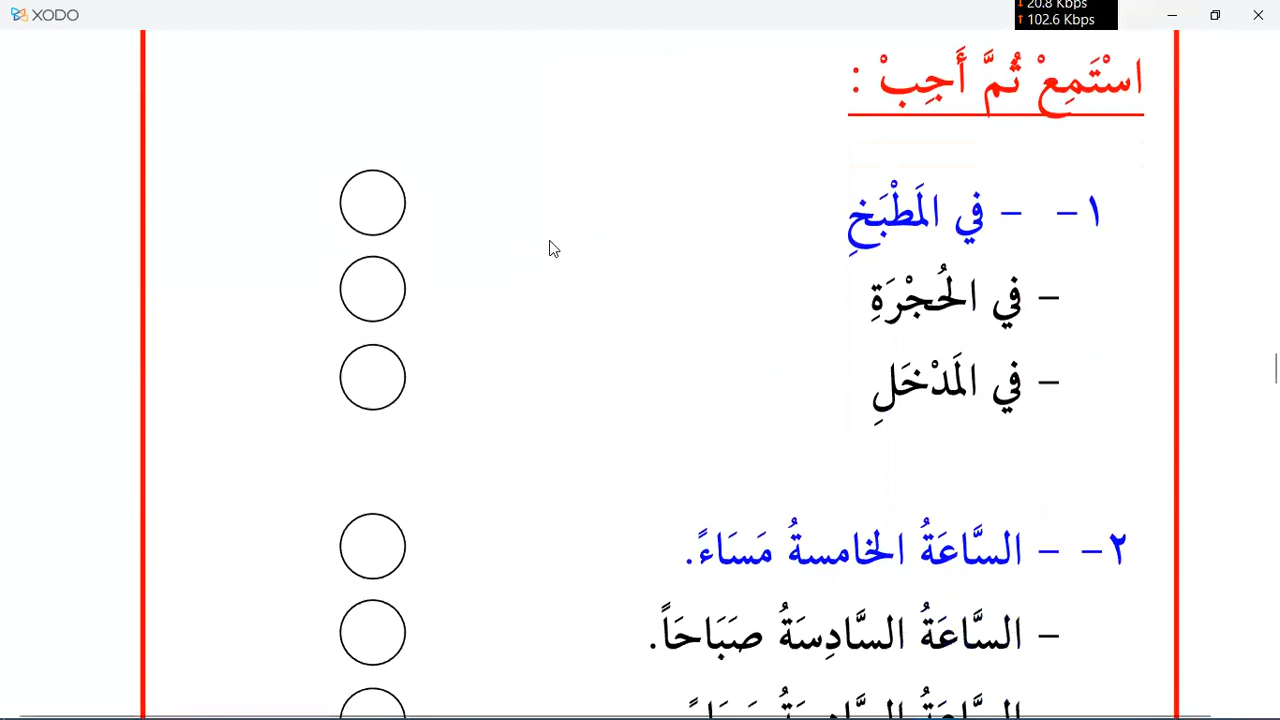 XODO
20.8 Kbps
102.6 Kbps
اسْتَمِعْ ثُمَّ أَجِبْ :
١- - في المَطْبَخِ
- في الحُجْرَةِ
- في المَدْخَلِ
٢- - السَّاعَةُ الخامسةُ مَسَاءً.
- السَّاعَةُ السَّادِسَةُ صَبَاحَاً.